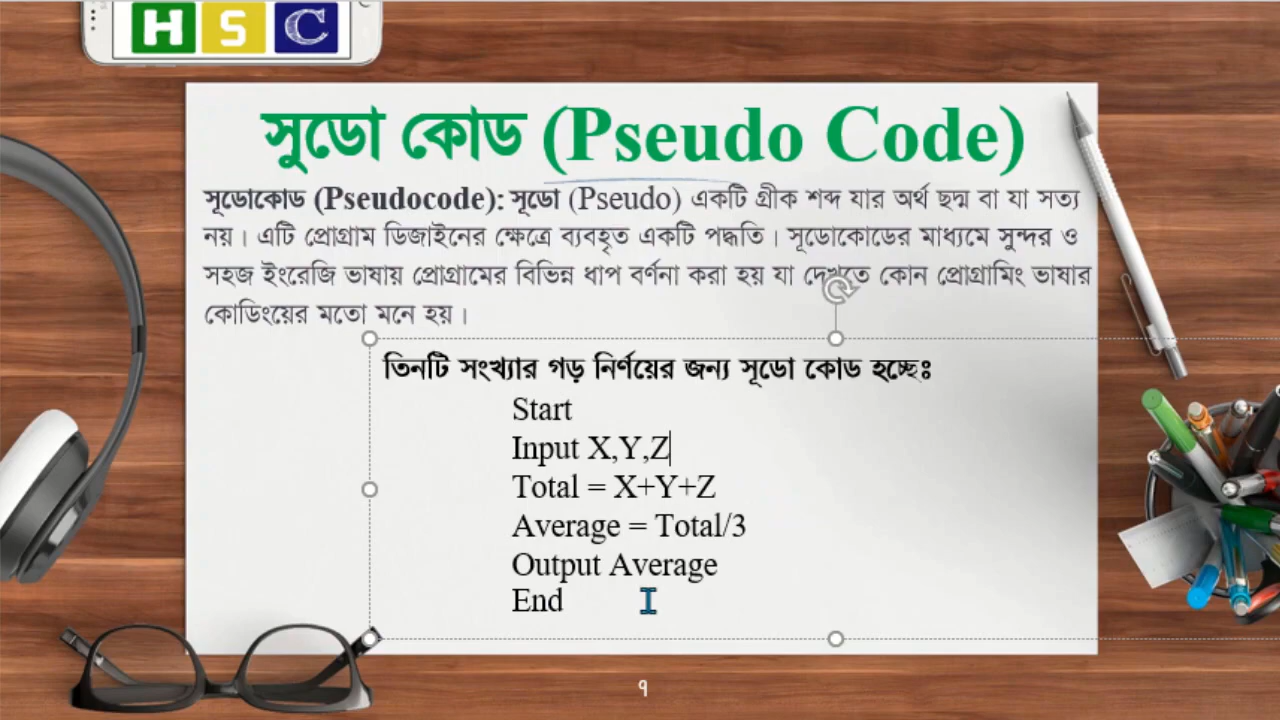 H S C
সুডো কোড (Pseudo Code)
সূডোকোড (Pseudocode): সূডো (Pseudo) একটি গ্রীক শব্দ যার অর্থ ছদ্ম বা যা সত্য
নয়। এটি প্রোগ্রাম ডিজাইনের ক্ষেত্রে ব্যবহৃত একটি পদ্ধতি। সূডোকোডের মাধ্যমে সুন্দর ও
সহজ ইংরেজি ভাষায় প্রোগ্রামের বিভিন্ন ধাপ বর্ণনা করা হয় যা দেখতে কোন প্রোগ্রামিং ভাষার
কোডিংয়ের মতো মনে হয়।
তিনটি সংখ্যার গড় নির্ণয়ের জন্য সূডো কোড হচ্ছেঃ
Start
Input X,Y,Z
Total = X+Y+Z
Average = Total/3
Output Average
End
৭